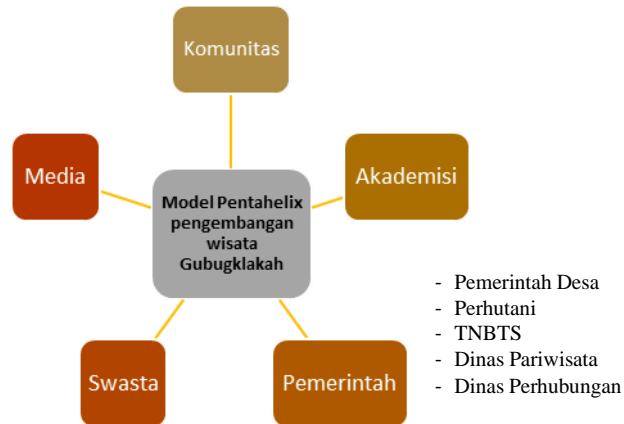 Komunitas
Media
Akademisi
Model Pentahelix
pengembangan
wisata
Gubugklakah
Swasta
Pemerintah
- Pemerintah Desa
- Perhutani
- TNBTS
- Dinas Pariwisata
- Dinas Perhubungan